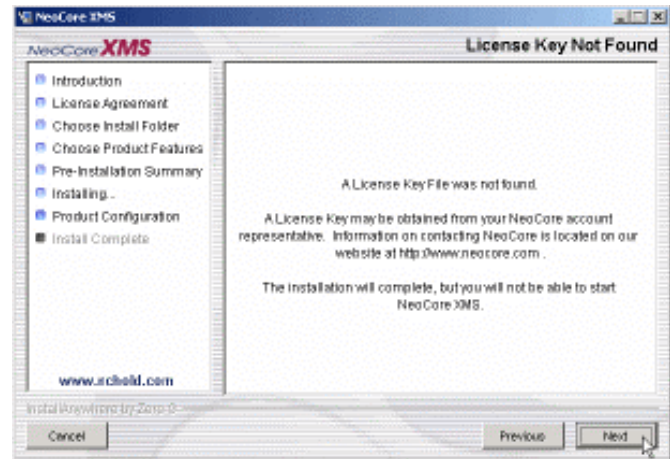 NeoCore XMS
NeoCore XMS
License Key Not Found
Introduction
License Agreement
Choose Install Folder
Choose Product Features
Pre-Installation Summary
Installing...
Product Configuration
Install Complete
A License Key File was not found.
A License Key may be obtained from your NeoCore account
representative. Information on contacting NeoCore is located on our
website at http://www.neocore.com .
The installation will complete, but you will not be able to start
NeoCore XMS.
InstallAnywhere by Zero G
Cancel
Previous
Next